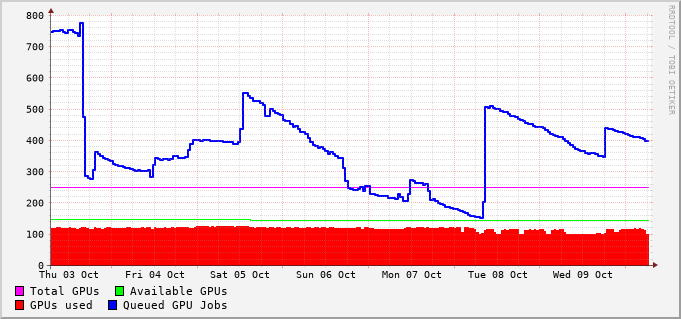 RRDTOOL / TOBI OETIKER
800
700
600
500
400
300
200
100
0
Thu 03 Oct Fri 04 Oct Sat 05 Oct Sun 06 Oct Mon 07 Oct Tue 08 Oct Wed 09 Oct
Total GPUs Available GPUs
GPUs used Queued GPU Jobs